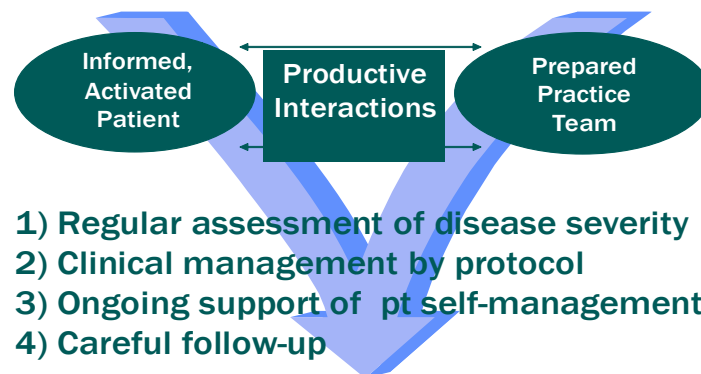 Informed,
Activated
Patient
Productive
Interactions
Prepared
Practice
Team
1) Regular assessment of disease severity
2) Clinical management by protocol
3) Ongoing support of  pt self-management
4) Careful follow-up